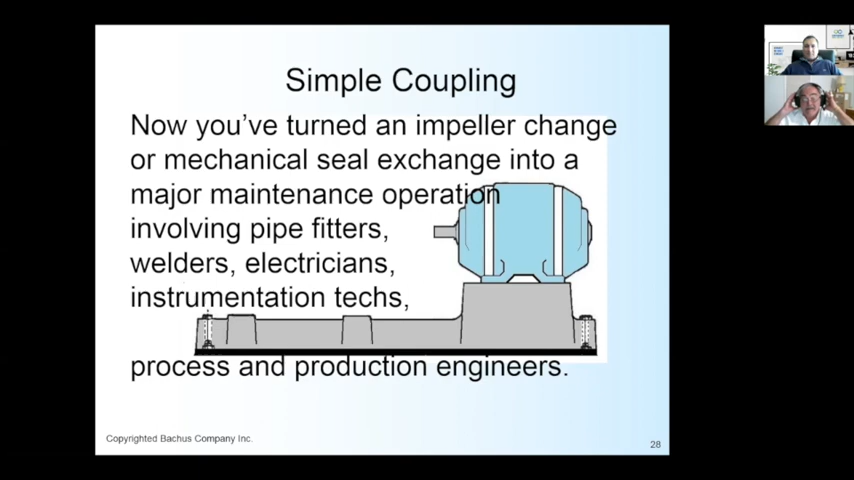 Simple Coupling
Now you've turned an impeller change
or mechanical seal exchange into a
major maintenance operation
involving pipe fitters,
welders, electricians,
instrumentation techs,
process and production engineers.
Copyrighted Bachus Company Inc.
28